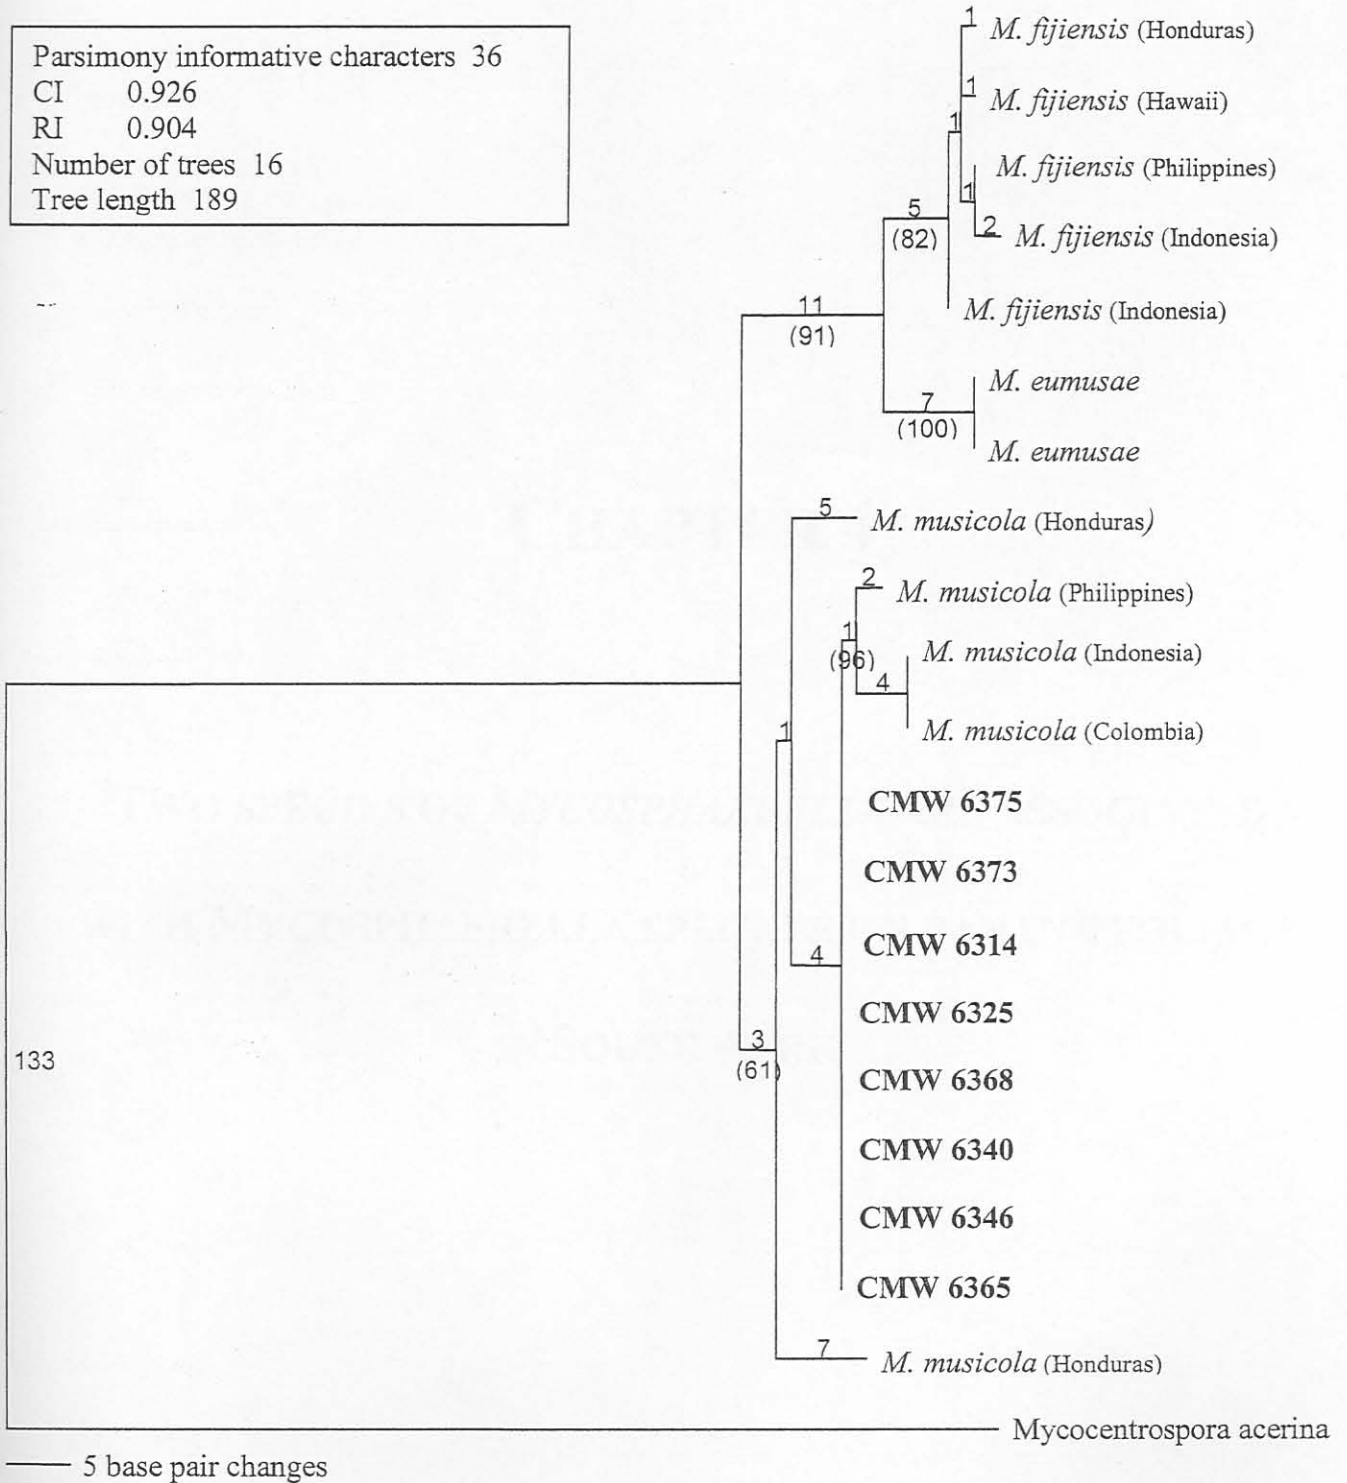 Parsimony informative characters 36
CI 0.926
RI 0.904
Number of trees 16
Tree length 189
1
M. fijiensis (Honduras)
1
M. fijiensis (Hawaii)
1
M. fijiensis (Philippines)
1
5
(82)
2
M. fijiensis (Indonesia)
11
(91)
M. fijiensis (Indonesia)
M. eumusae
7
(100)
M. eumusae
5
M. musicola (Honduras)
2
M. musicola (Philippines)
1
(96)
M. musicola (Indonesia)
4
1
M. musicola (Colombia)
CMW 6375
CMW 6373
CMW 6314
4
CMW 6325
3
(61)
133
CMW 6368
CMW 6340
CMW 6346
CMW 6365
7
M. musicola (Honduras)
Mycocentrospora acerina
5 base pair changes